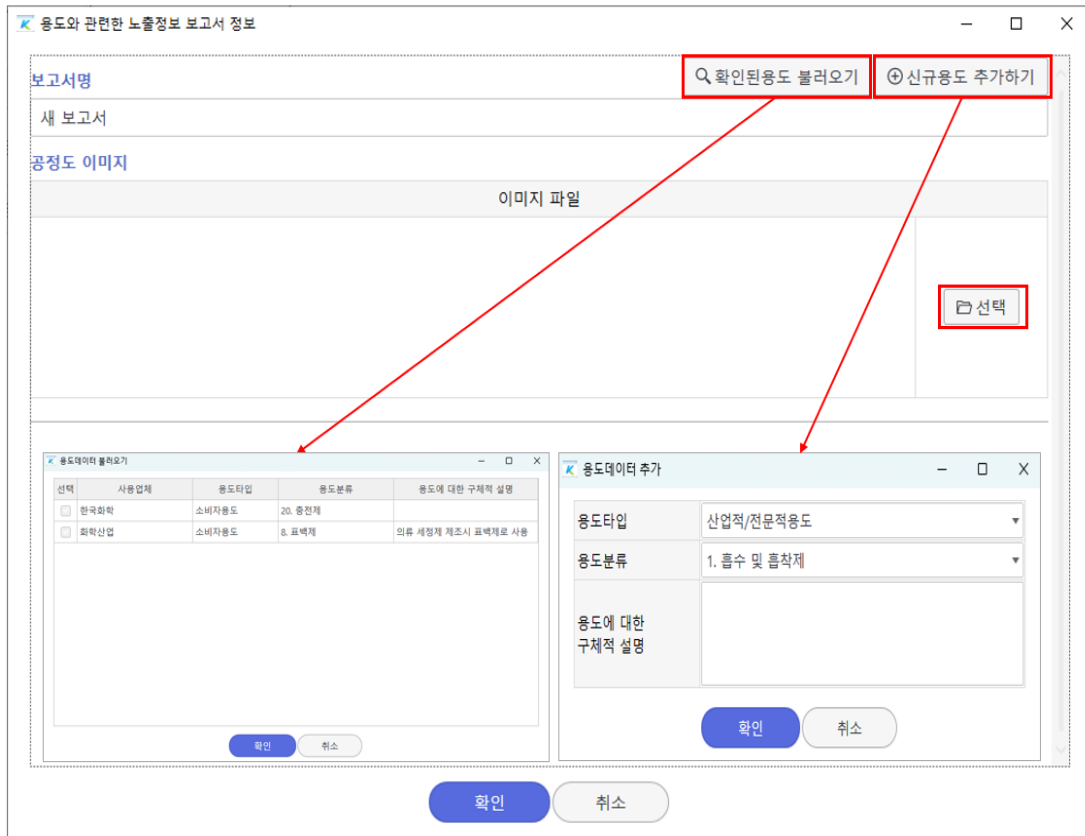 용도와 관련한 노출정보 보고서 정보
보고서명
확인된용도 불러오기
신규용도 추가하기
새 보고서
공정도 이미지
이미지 파일
선택
용도데이터 불러오기
선택 사용업체 용도타입 용도분류 용도에 대한 구체적 설명
한국화학 소비자용도 20. 충전제
화학산업 소비자용도 8. 표백제 의류 세정제 제조시 표백제로 사용
확인 취소
용도데이터 추가
용도타입 산업적/전문적용도
용도분류 1. 흡수 및 흡착제
용도에 대한
구체적 설명
확인 취소
확인 취소